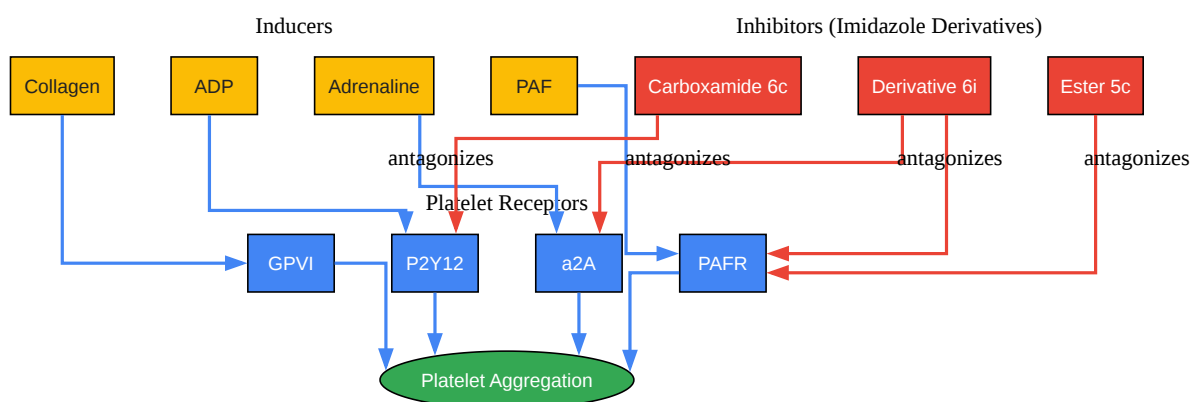 Inducers
Inhibitors (Imidazole Derivatives)
Collagen
ADP
Adrenaline
PAF
Carboxamide 6c
Derivative 6i
Ester 5c
antagonizes
antagonizes
antagonizes
antagonizes
Platelet Receptors
GPVI
P2Y12
a2A
PAFR
Platelet Aggregation